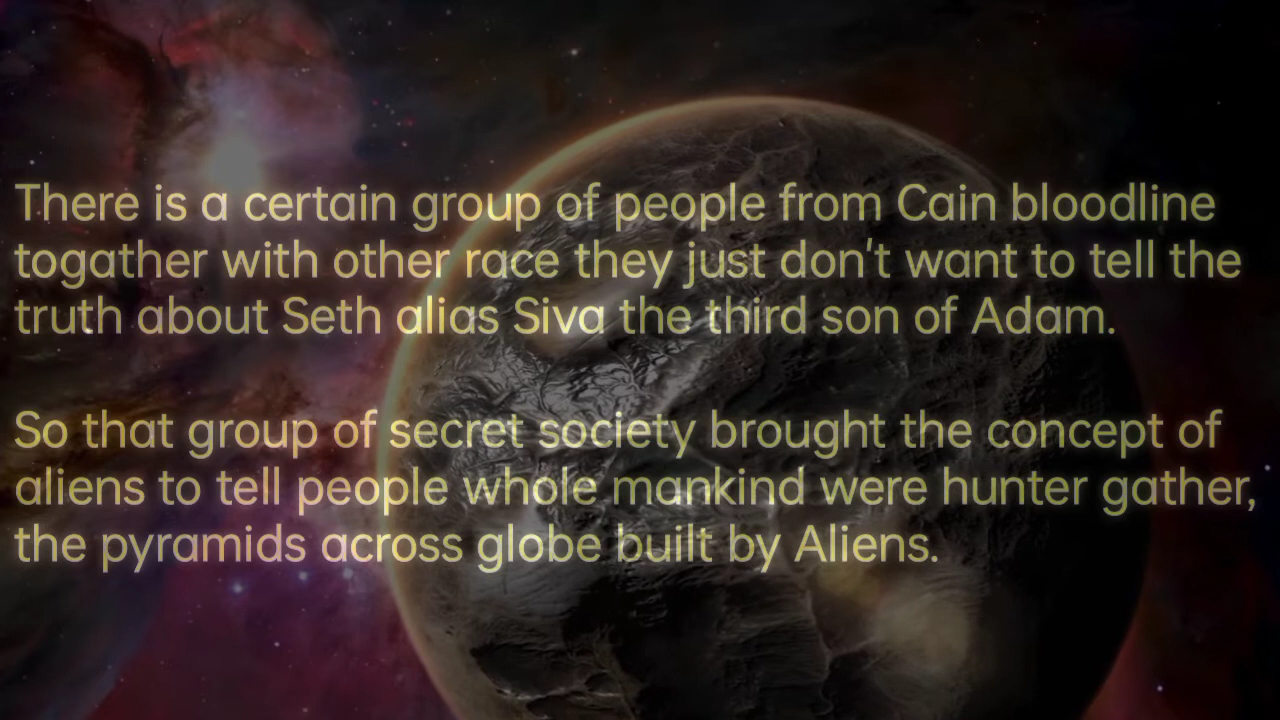 There is a certain group of people from Cain bloodline
togather with other race they just don't want to tell the
truth about Seth alias Siva the third son of Adam.
So that group of secret society brought the concept of
aliens to tell people whole mankind were hunter gather,
the pyramids across globe built by Aliens.